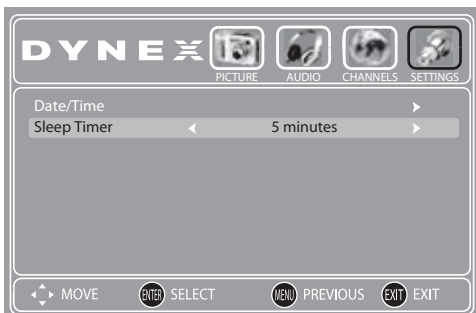 DYNEX
PICTURE AUDIO CHANNELS SETTINGS
Date/Time
Sleep Timer 5 minutes
MOVE ENTER SELECT MENU PREVIOUS EXIT EXIT